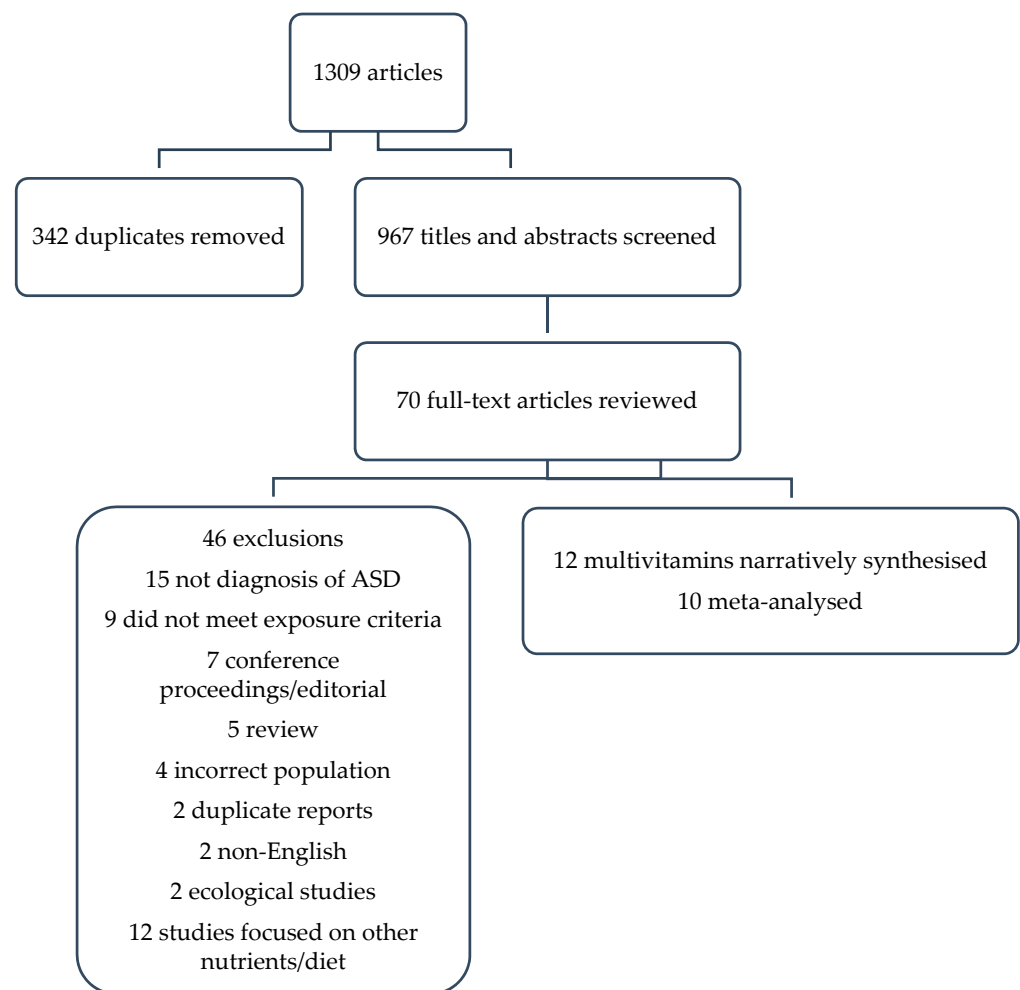 1309 articles
342 duplicates removed
967 titles and abstracts screened
70 full-text articles reviewed
46 exclusions
15 not diagnosis of ASD
9 did not meet exposure criteria
7 conference
proceedings/editorial
5 review
4 incorrect population
2 duplicate reports
2 non-English
2 ecological studies
12 studies focused on other
nutrients/diet
12 multivitamins narratively synthesised
10 meta-analysed